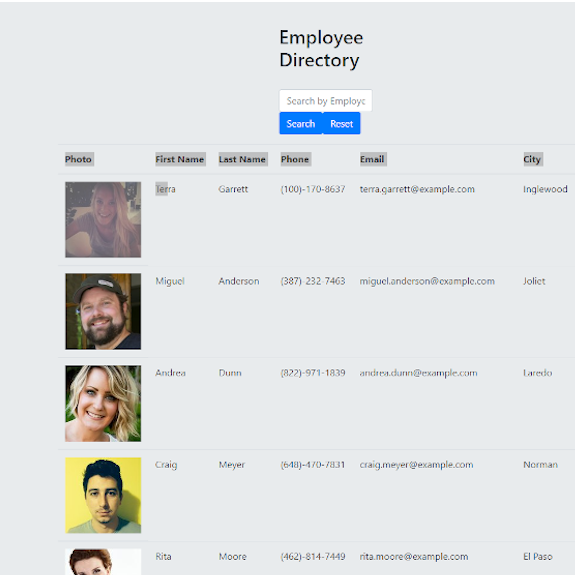 Employee
Directory
Search by Employ
Search Reset
Photo First Name Last Name Phone Email City
Terra Garrett (100)-170-8637 terra.garrett@example.com Inglewood
Miguel Anderson (387)-232-7463 miguel.anderson@example.com Joliet
Andrea Dunn (822)-971-1839 andrea.dunn@example.com Laredo
Craig Meyer (648)-470-7831 craig.meyer@example.com Norman
Rita Moore (462)-814-7449 rita.moore@example.com El Paso